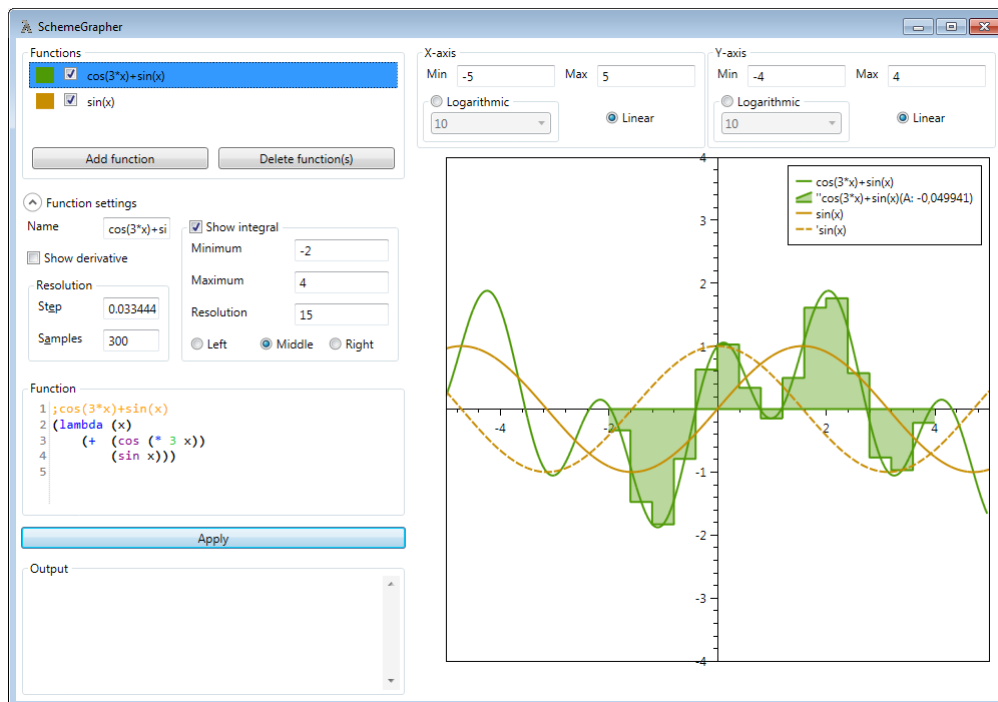 SchemeGrapher
Functions
cos(3*x)+sin(x)
sin(x)
Add function
Delete function(s)
Function settings
Name
cos(3*x)+si
Show derivative
Resolution
Step
0.033444
Samples
300
Show integral
Minimum
-2
Maximum
4
Resolution
15
Left
Middle
Right
Function
1 ;cos(3*x)+sin(x)
2 (lambda (x)
3 (+ (cos (* 3 x))
4 (sin x)))
5
Apply
Output
X-axis
Min
-5
Max
5
Logarithmic
10
Linear
Y-axis
Min
-4
Max
4
Logarithmic
10
Linear
cos(3*x)+sin(x)
''cos(3*x)+sin(x)(A: -0,049941)
sin(x)
'sin(x)
4
3
2
1
-4
-2
2
4
-1
-2
-3
-4